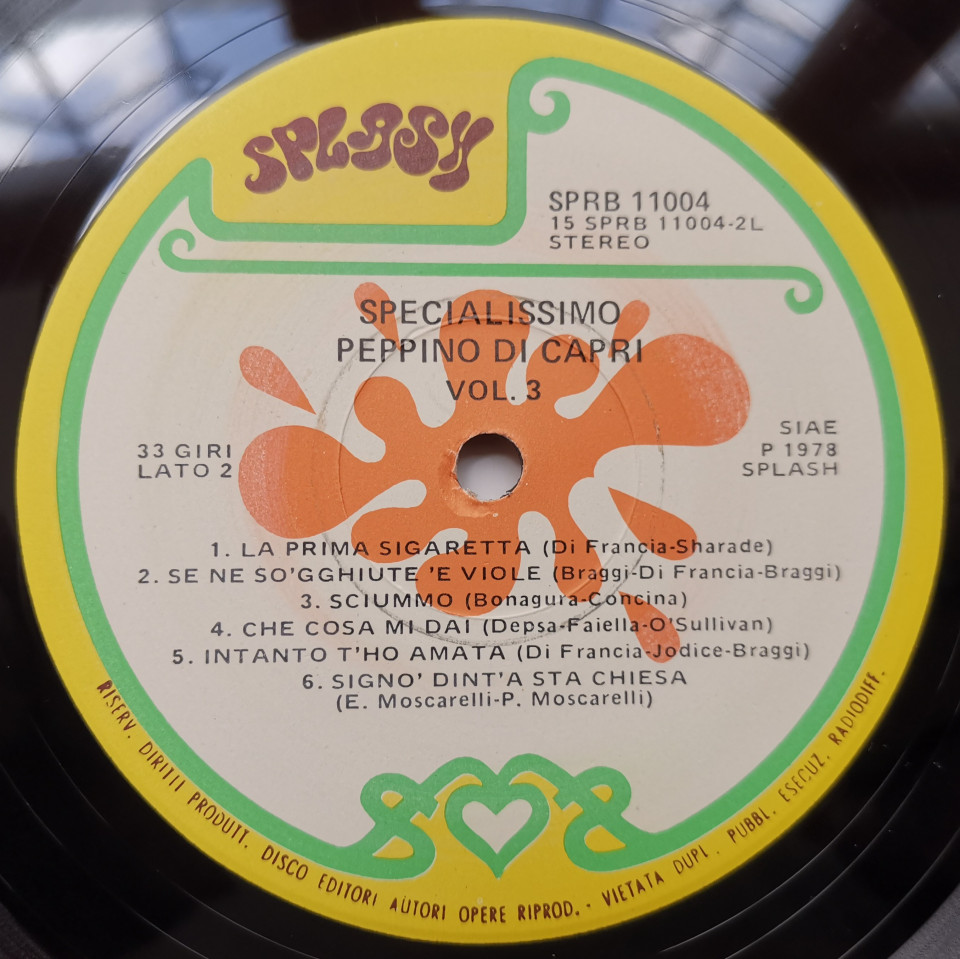 SPLASH
SPRB 11004
15 SPRB 11004-2L
STEREO
SPECIALISSIMO
PEPPINO DI CAPRI
VOL. 3
33 GIRI
LATO 2
SIAE
P 1978
SPLASH
1. LA PRIMA SIGARETTA (Di Francia-Sharade)
2. SE NE SO'GGHIUTE 'E VIOLE (Braggi-Di Francia-Braggi)
3. SCIUMMO (Bonagura-Concina)
4. CHE COSA MI DAI (Depsa-Faiella-O'Sullivan)
5. INTANTO T'HO AMATA (Di Francia-Jodice-Braggi)
6. SIGNO' DINT'A STA CHIESA
(E. Moscarelli-P. Moscarelli)
RISERV. DIRITII PRODUTT. DISCO EDITORI AUTORI OPERE RIPROD. - VIETATA DUPL. PUBBL. ESECUZ. RADIODIFF.